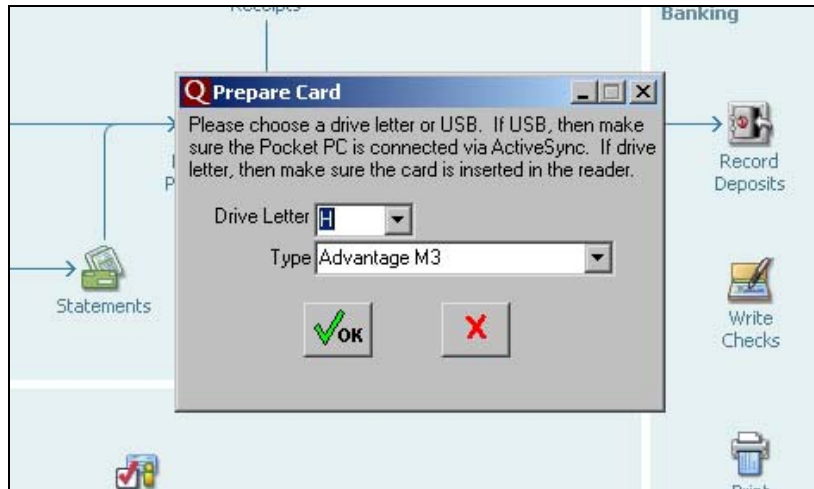 Receipts
Banking
Q Prepare Card
Please choose a drive letter or USB. If USB, then make
sure the Pocket PC is connected via ActiveSync. If drive
letter, then make sure the card is inserted in the reader.
Drive Letter H
Type Advantage M3
OK
X
Record
Deposits
Statements
Write
Checks
Print